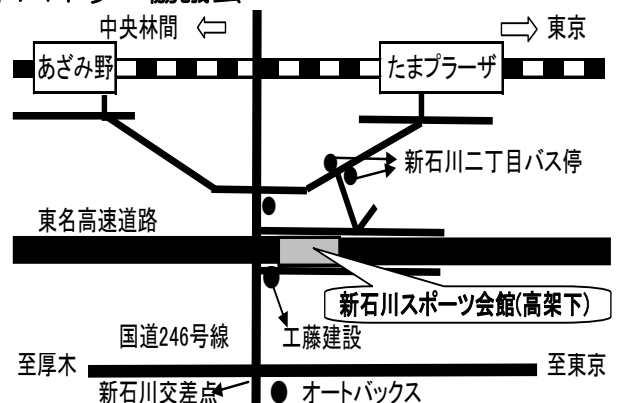 中央林間
東京
あざみ野
たまプラーザ
新石川二丁目バス停
東名高速道路
新石川スポーツ会館(高架下)
国道246号線
工藤建設
至厚木
至東京
新石川交差点
オートバックス